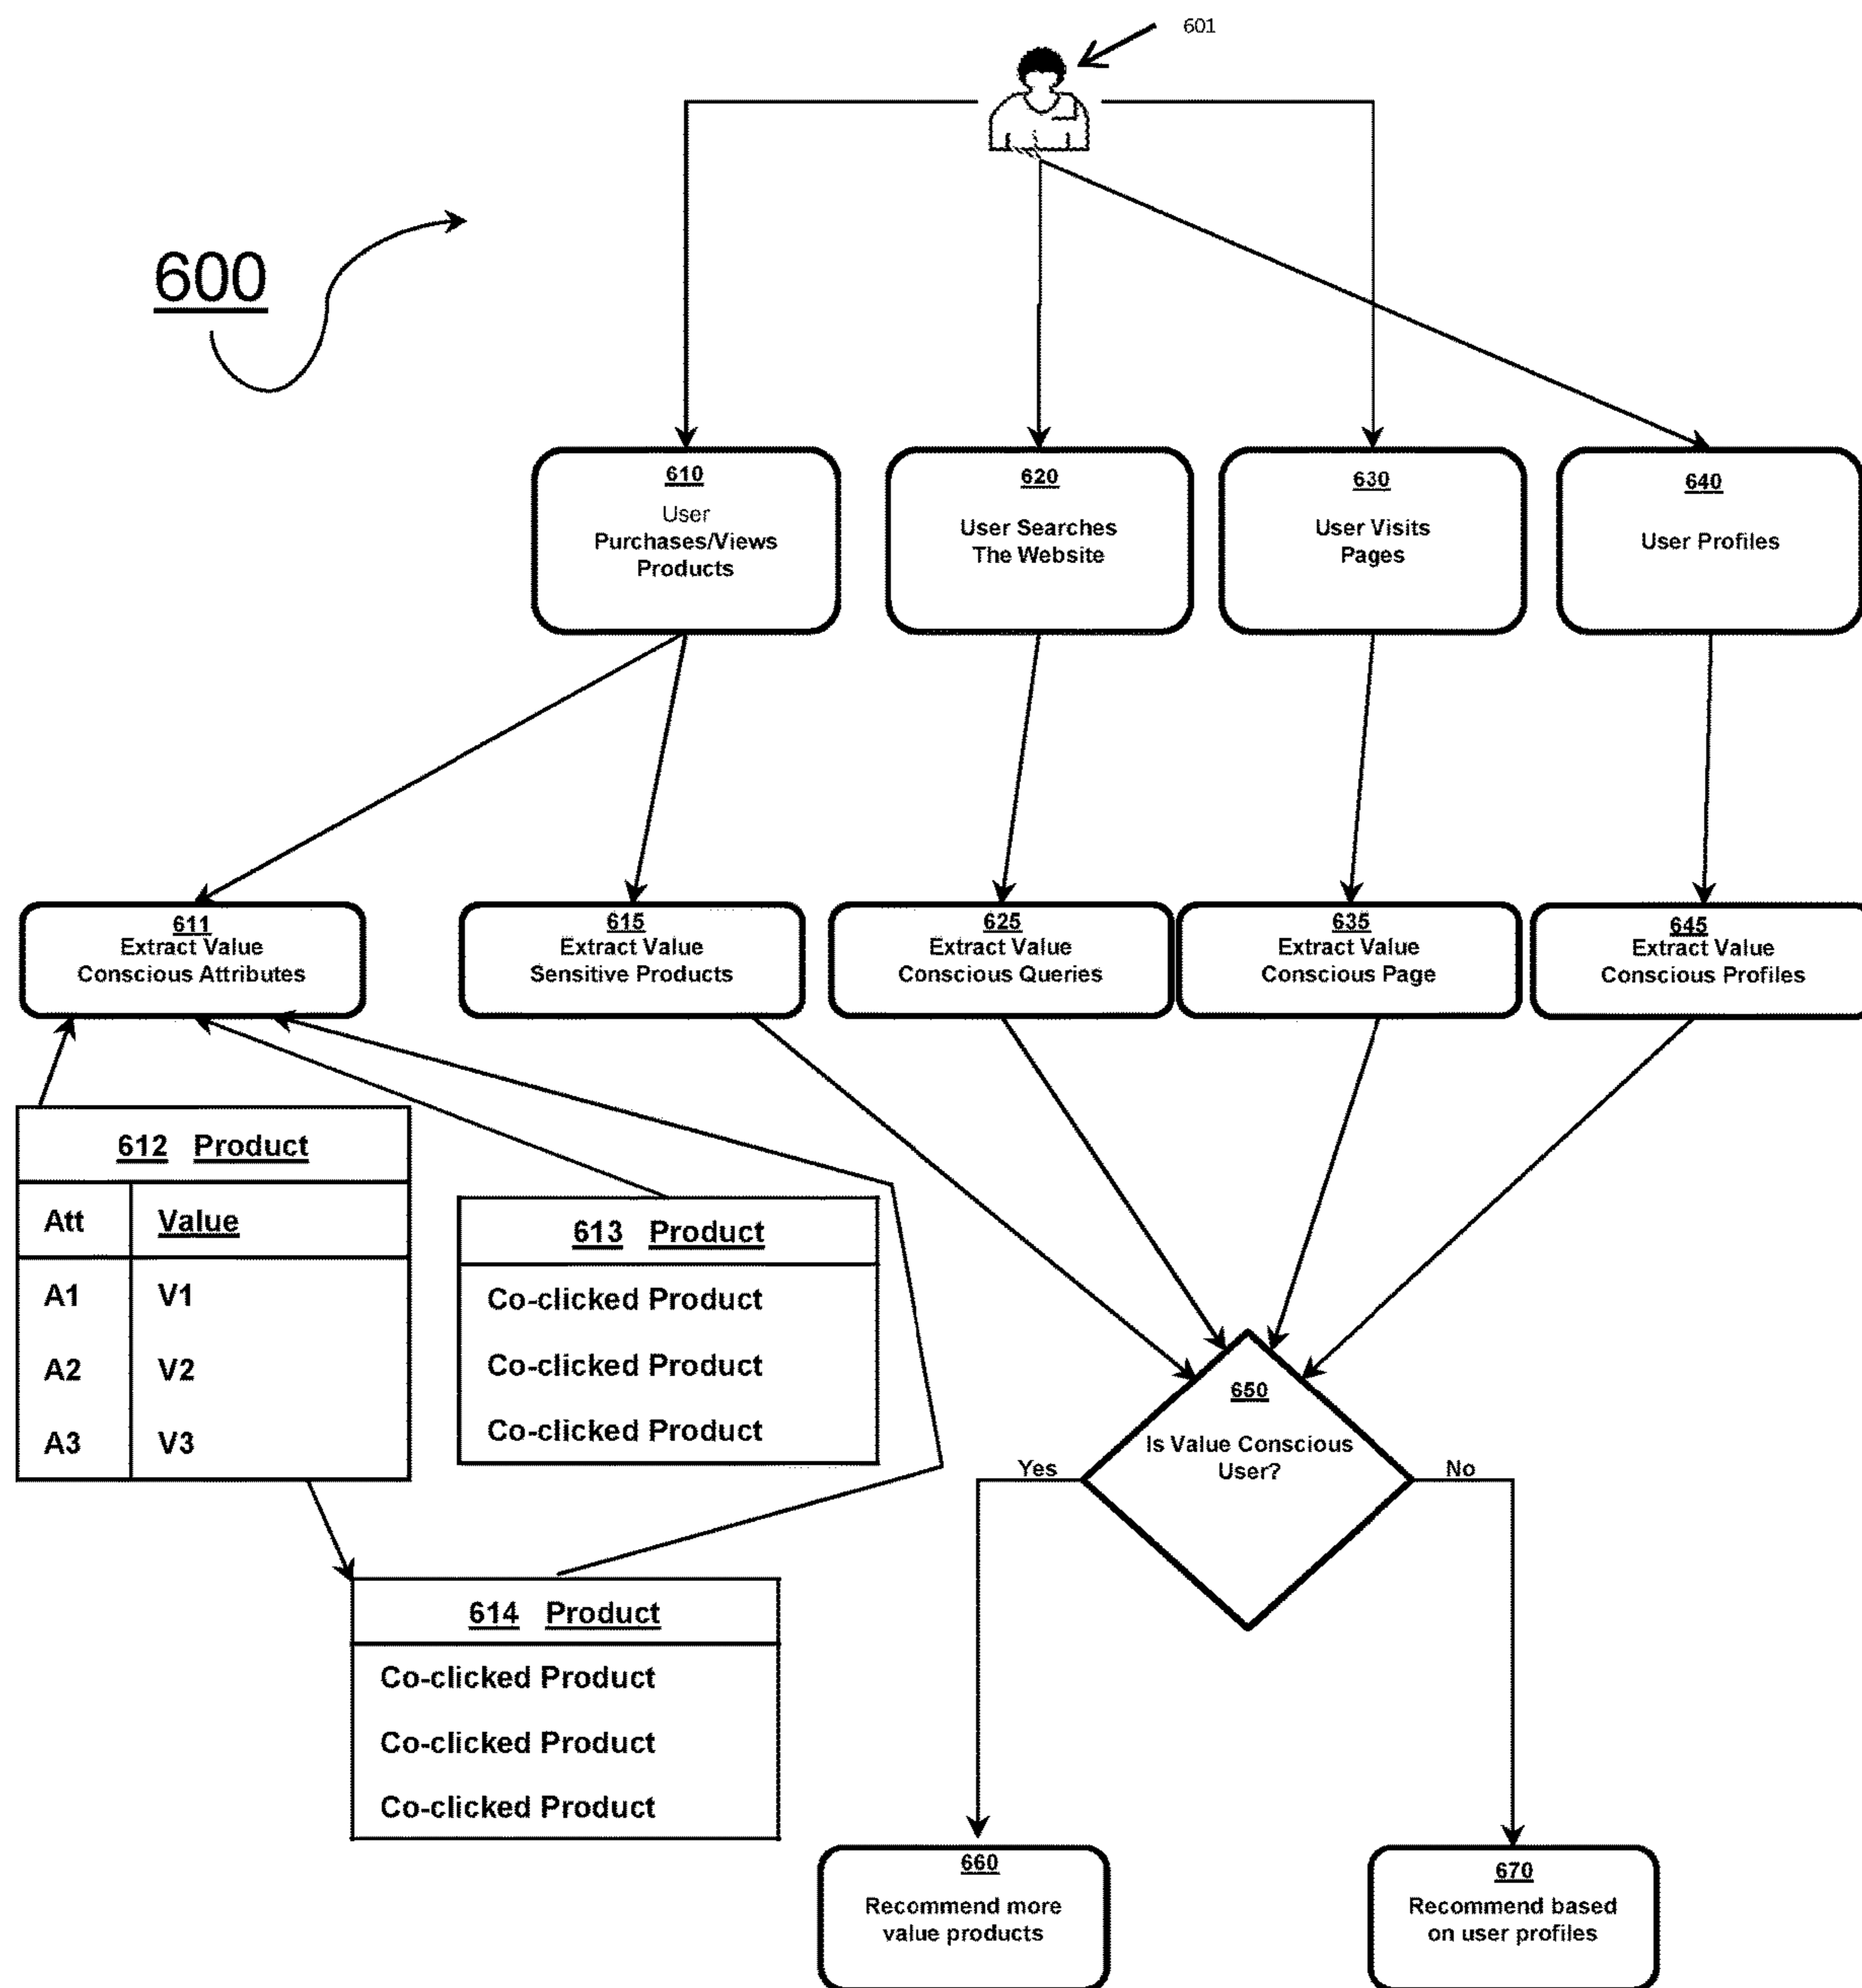 601
600
610
User
Purchases/Views
Products
620
User Searches
The Website
630
User Visits
Pages
640
User Profiles
611
Extract Value
Conscious Attributes
615
Extract Value
Sensitive Products
625
Extract Value
Conscious Queries
635
Extract Value
Conscious Page
645
Extract Value
Conscious Profiles
612 Product
Att Value
A1 V1
A2 V2
A3 V3
613 Product
Co-clicked Product
Co-clicked Product
Co-clicked Product
614 Product
Co-clicked Product
Co-clicked Product
Co-clicked Product
650
Is Value Conscious
User?
Yes
No
660
Recommend more
value products
670
Recommend based
on user profiles